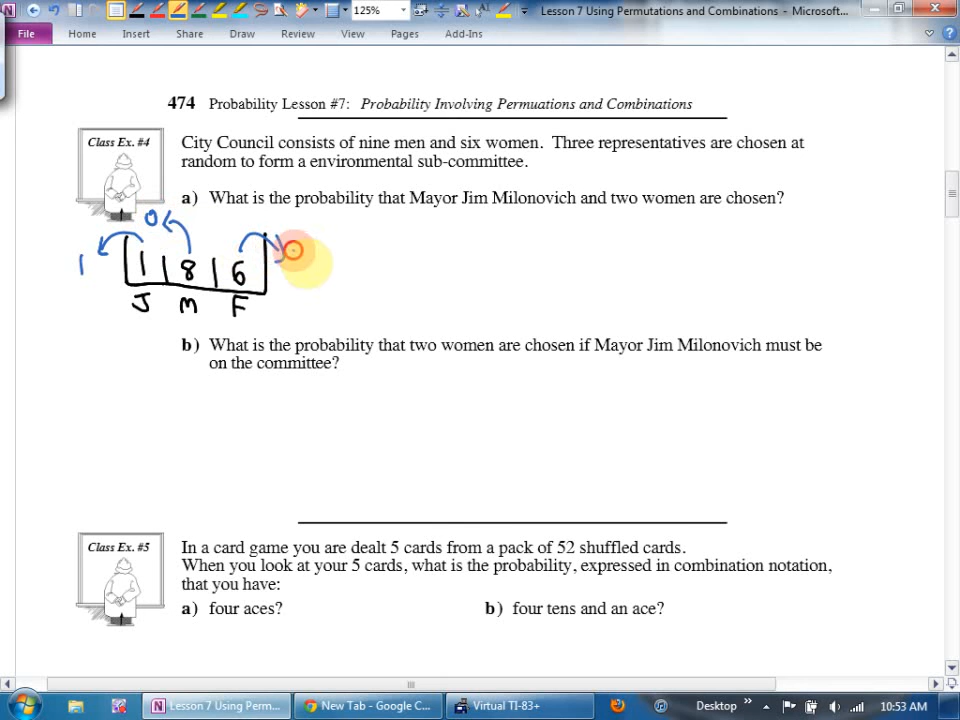 125%
Lesson 7 Using Permutations and Combinations - Microsoft...
File Home Insert Share Draw Review View Pages Add-Ins
474 Probability Lesson #7: Probability Involving Permuations and Combinations
Class Ex. #4
City Council consists of nine men and six women. Three representatives are chosen at
random to form a environmental sub-committee.
a) What is the probability that Mayor Jim Milonovich and two women are chosen?
0
1 1 8 6
J M F
b) What is the probability that two women are chosen if Mayor Jim Milonovich must be
on the committee?
Class Ex. #5
In a card game you are dealt 5 cards from a pack of 52 shuffled cards.
When you look at your 5 cards, what is the probability, expressed in combination notation,
that you have:
a) four aces? b) four tens and an ace?
Lesson 7 Using Perm... New Tab - Google C... Virtual TI-83+ Desktop 10:53 AM